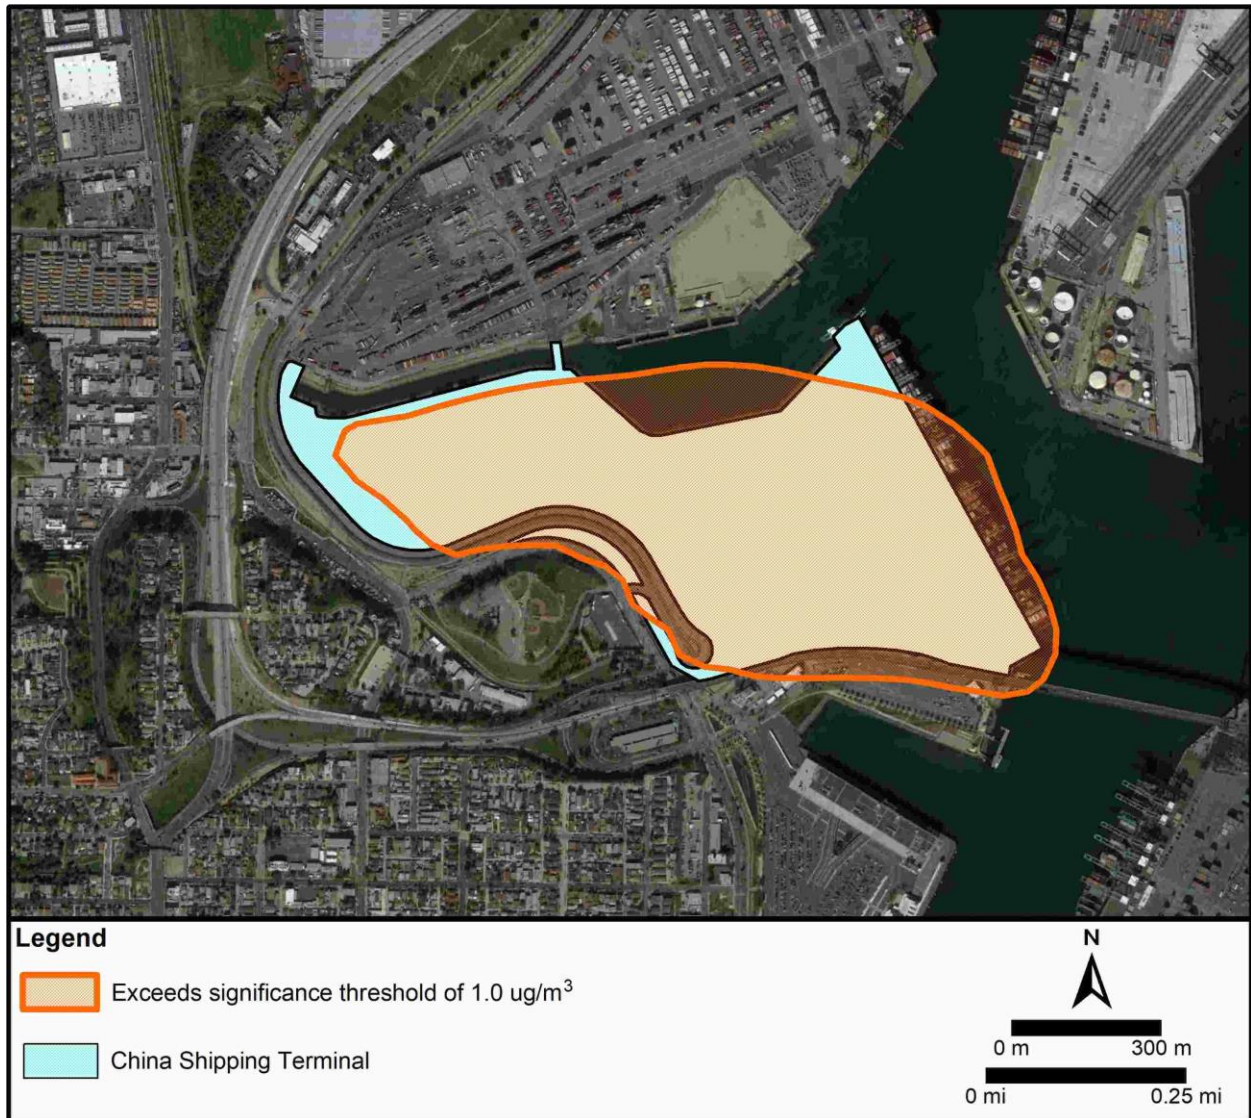 Legend
Exceeds significance threshold of 1.0 ug/m³
China Shipping Terminal
N
0 m 300 m
0 mi 0.25 mi